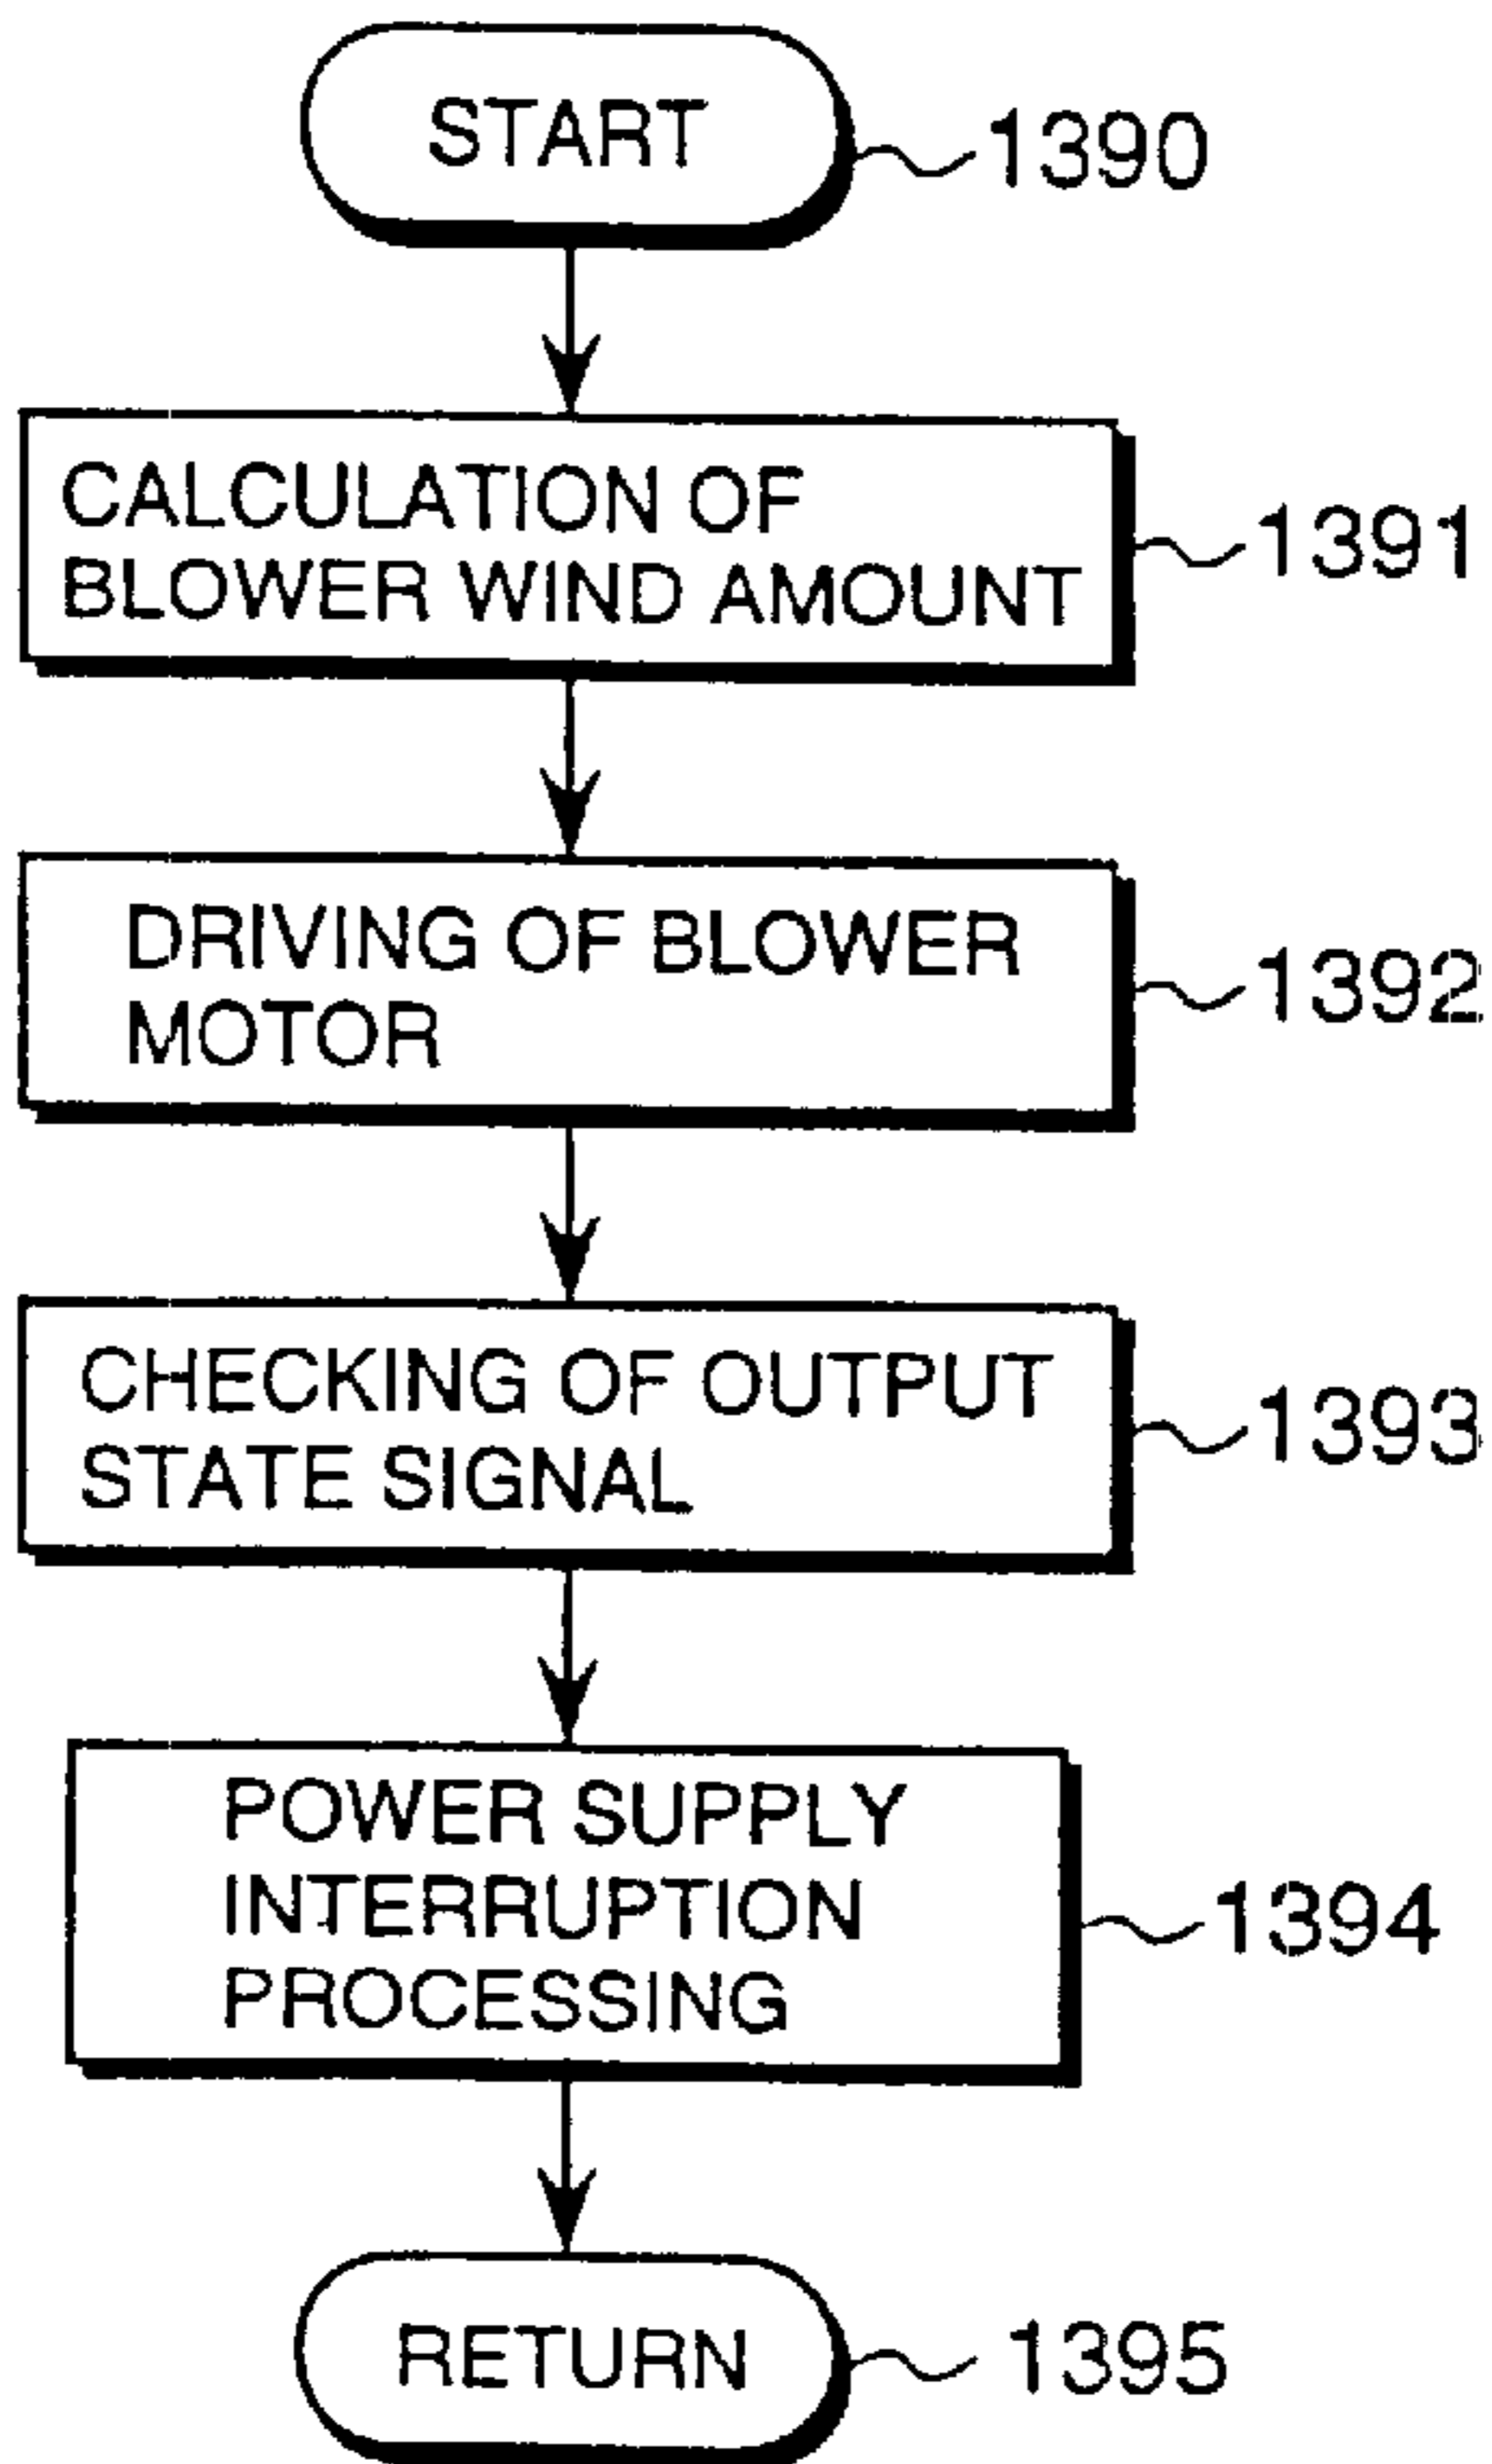 START
1390
CALCULATION OF
BLOWER WIND AMOUNT
1391
DRIVING OF BLOWER
MOTOR
1392
CHECKING OF OUTPUT
STATE SIGNAL
1393
POWER SUPPLY
INTERRUPTION
PROCESSING
1394
RETURN
1395